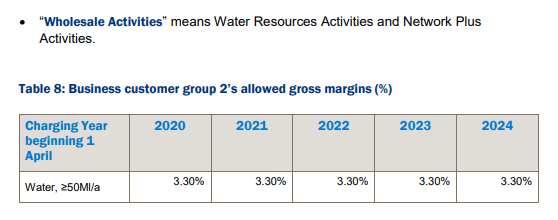 • “Wholesale Activities” means Water Resources Activities and Network Plus
Activities.
Table 8: Business customer group 2’s allowed gross margins (%)
Charging Year beginning 1 April 2020 2021 2022 2023 2024
Water, ≥50Ml/a 3.30% 3.30% 3.30% 3.30% 3.30%